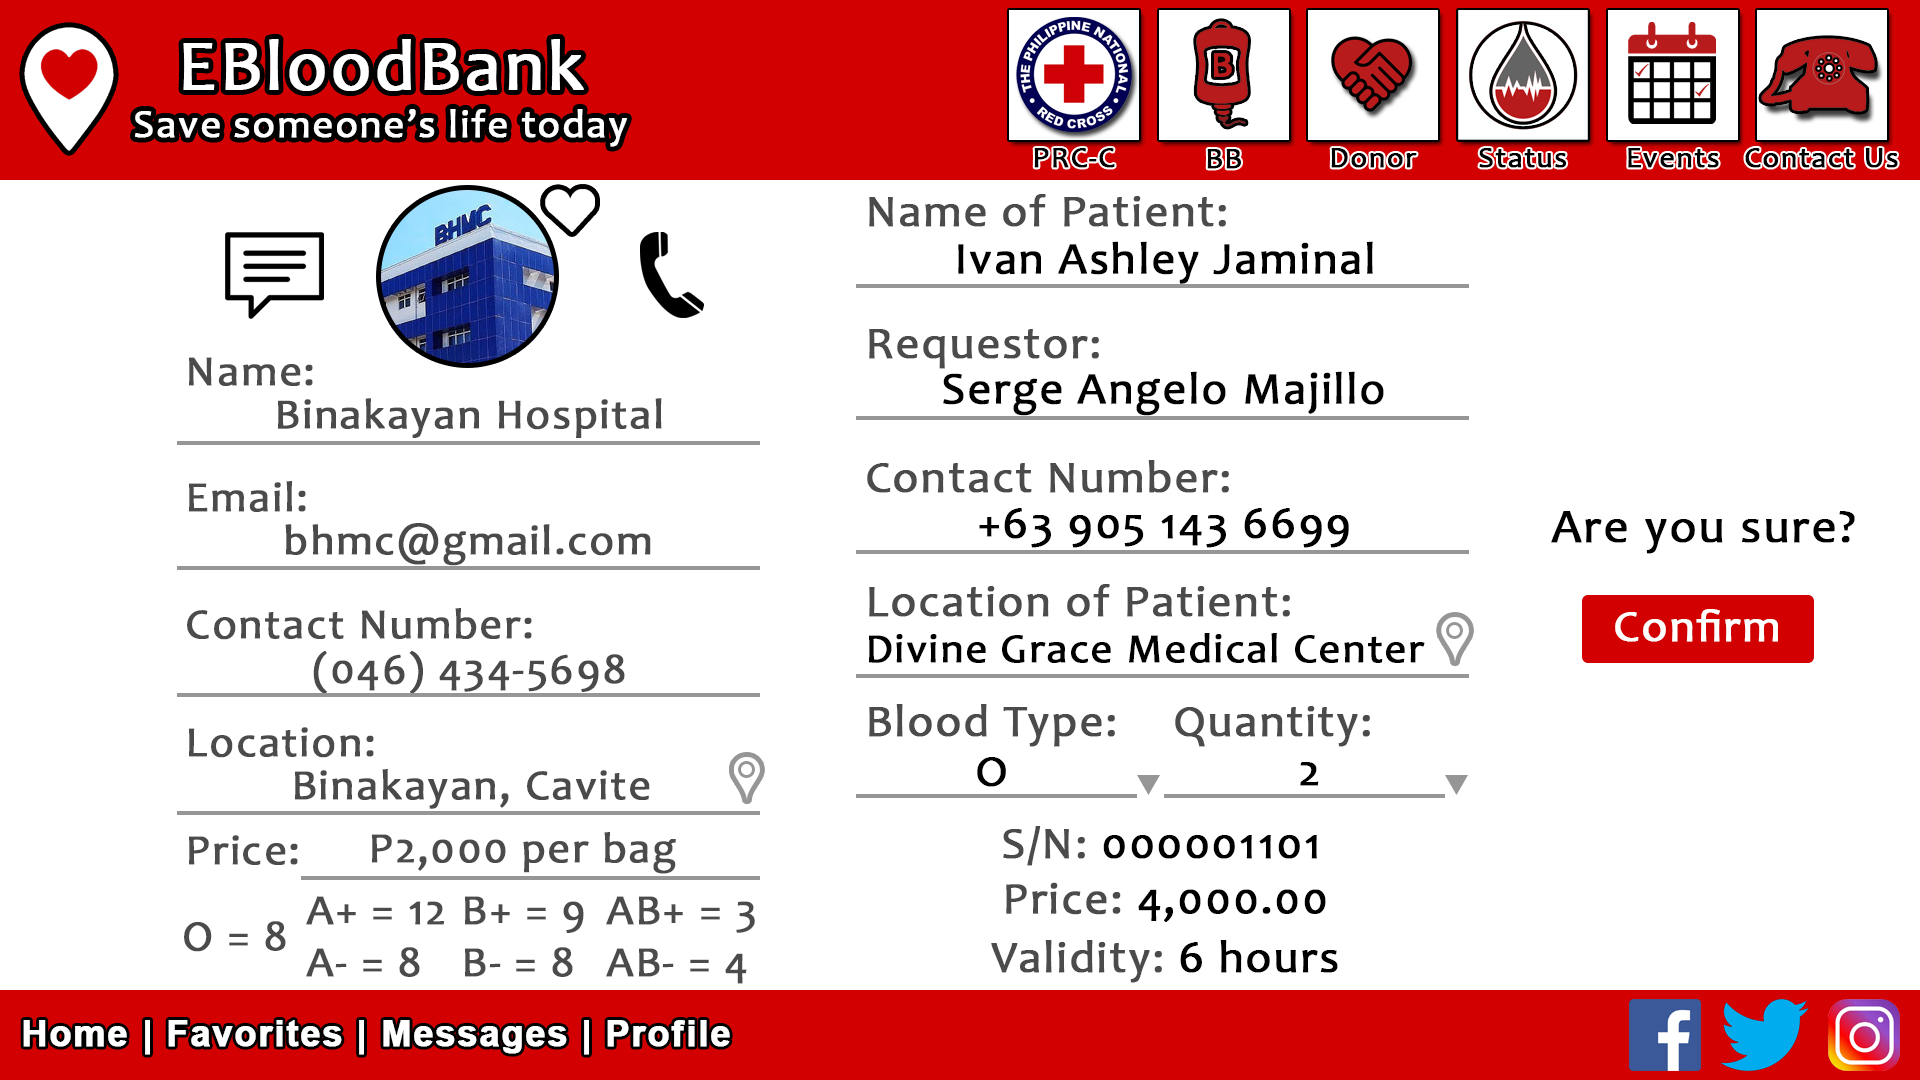 EBloodBank
Save someone's life today
THE PHILIPPINE NATIONAL
RED CROSS
PRC-C
B
BB
Donor
Status
Events
Contact Us
BHMC
Name:
Binakayan Hospital
Email:
bhmc@gmail.com
Contact Number:
(046) 434-5698
Location:
Binakayan, Cavite
Price: P2,000 per bag
O = 8
A+ = 12 B+ = 9 AB+ = 3
A- = 8 B- = 8 AB- = 4
Name of Patient:
Ivan Ashley Jaminal
Requestor:
Serge Angelo Majillo
Contact Number:
+63 905 143 6699
Location of Patient:
Divine Grace Medical Center
Blood Type: Quantity:
O 2
S/N: 000001101
Price: 4,000.00
Validity: 6 hours
Are you sure?
Confirm
Home | Favorites | Messages | Profile